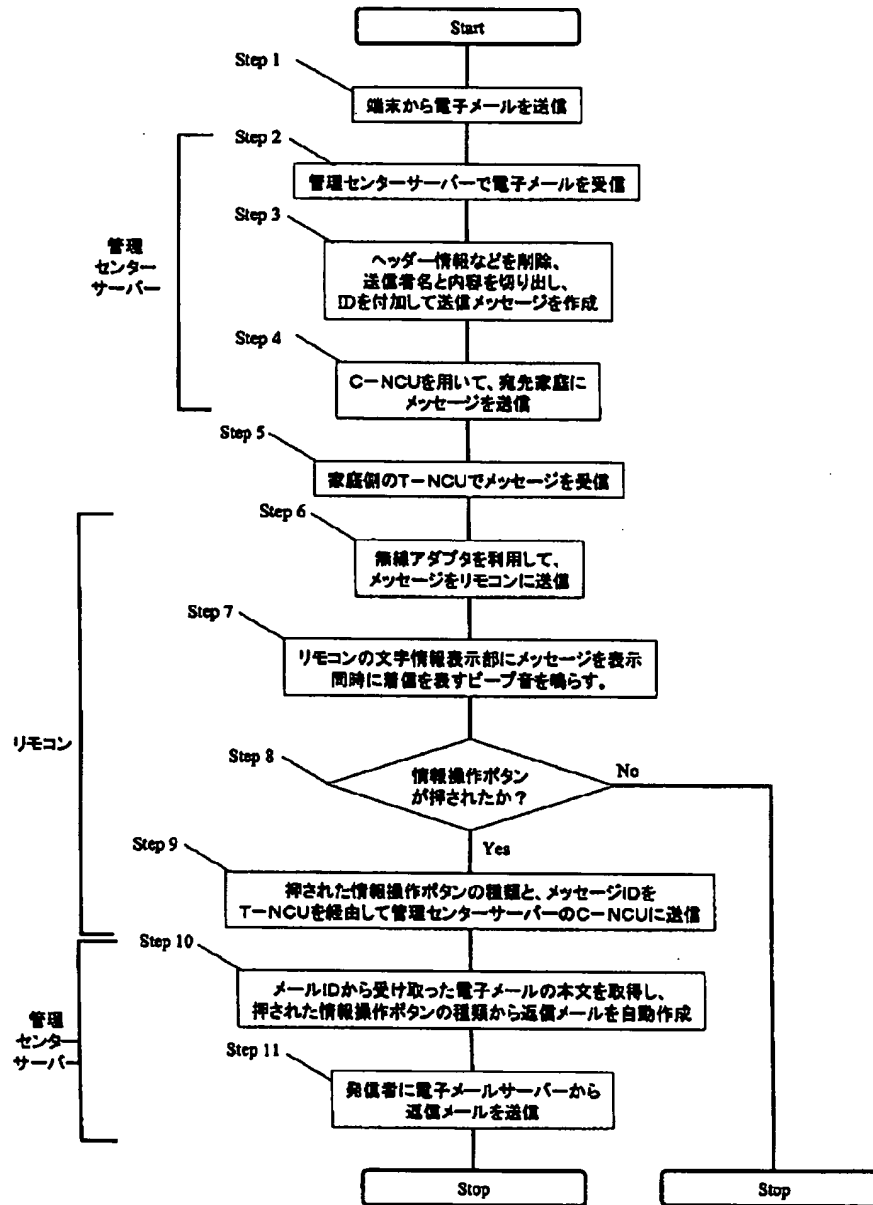 Start
Step 1
端末から電子メールを送信
Step 2
管理センターサーバーで電子メールを受信
Step 3
ヘッダー情報などを削除、
送信者名と内容を切り出し、
IDを付加して送信メッセージを作成
管理
センター
サーバー
Step 4
C－NCUを用いて、宛先家庭に
メッセージを送信
Step 5
家庭側のT－NCUでメッセージを受信
Step 6
無線アダプタを利用して、
メッセージをリモコンに送信
Step 7
リモコンの文字情報表示部にメッセージを表示
同時に着信を表すビープ音を鳴らす。
リモコン
Step 8
情報操作ボタン
が押されたか？
No
Yes
Step 9
押された情報操作ボタンの種類と、メッセージIDを
T－NCUを経由して管理センターサーバーのC－NCUに送信
Step 10
メールIDから受け取った電子メールの本文を取得し、
押された情報操作ボタンの種類から返信メールを自動作成
管理
センター
サーバー
Step 11
発信者に電子メールサーバーから
返信メールを送信
Stop
Stop